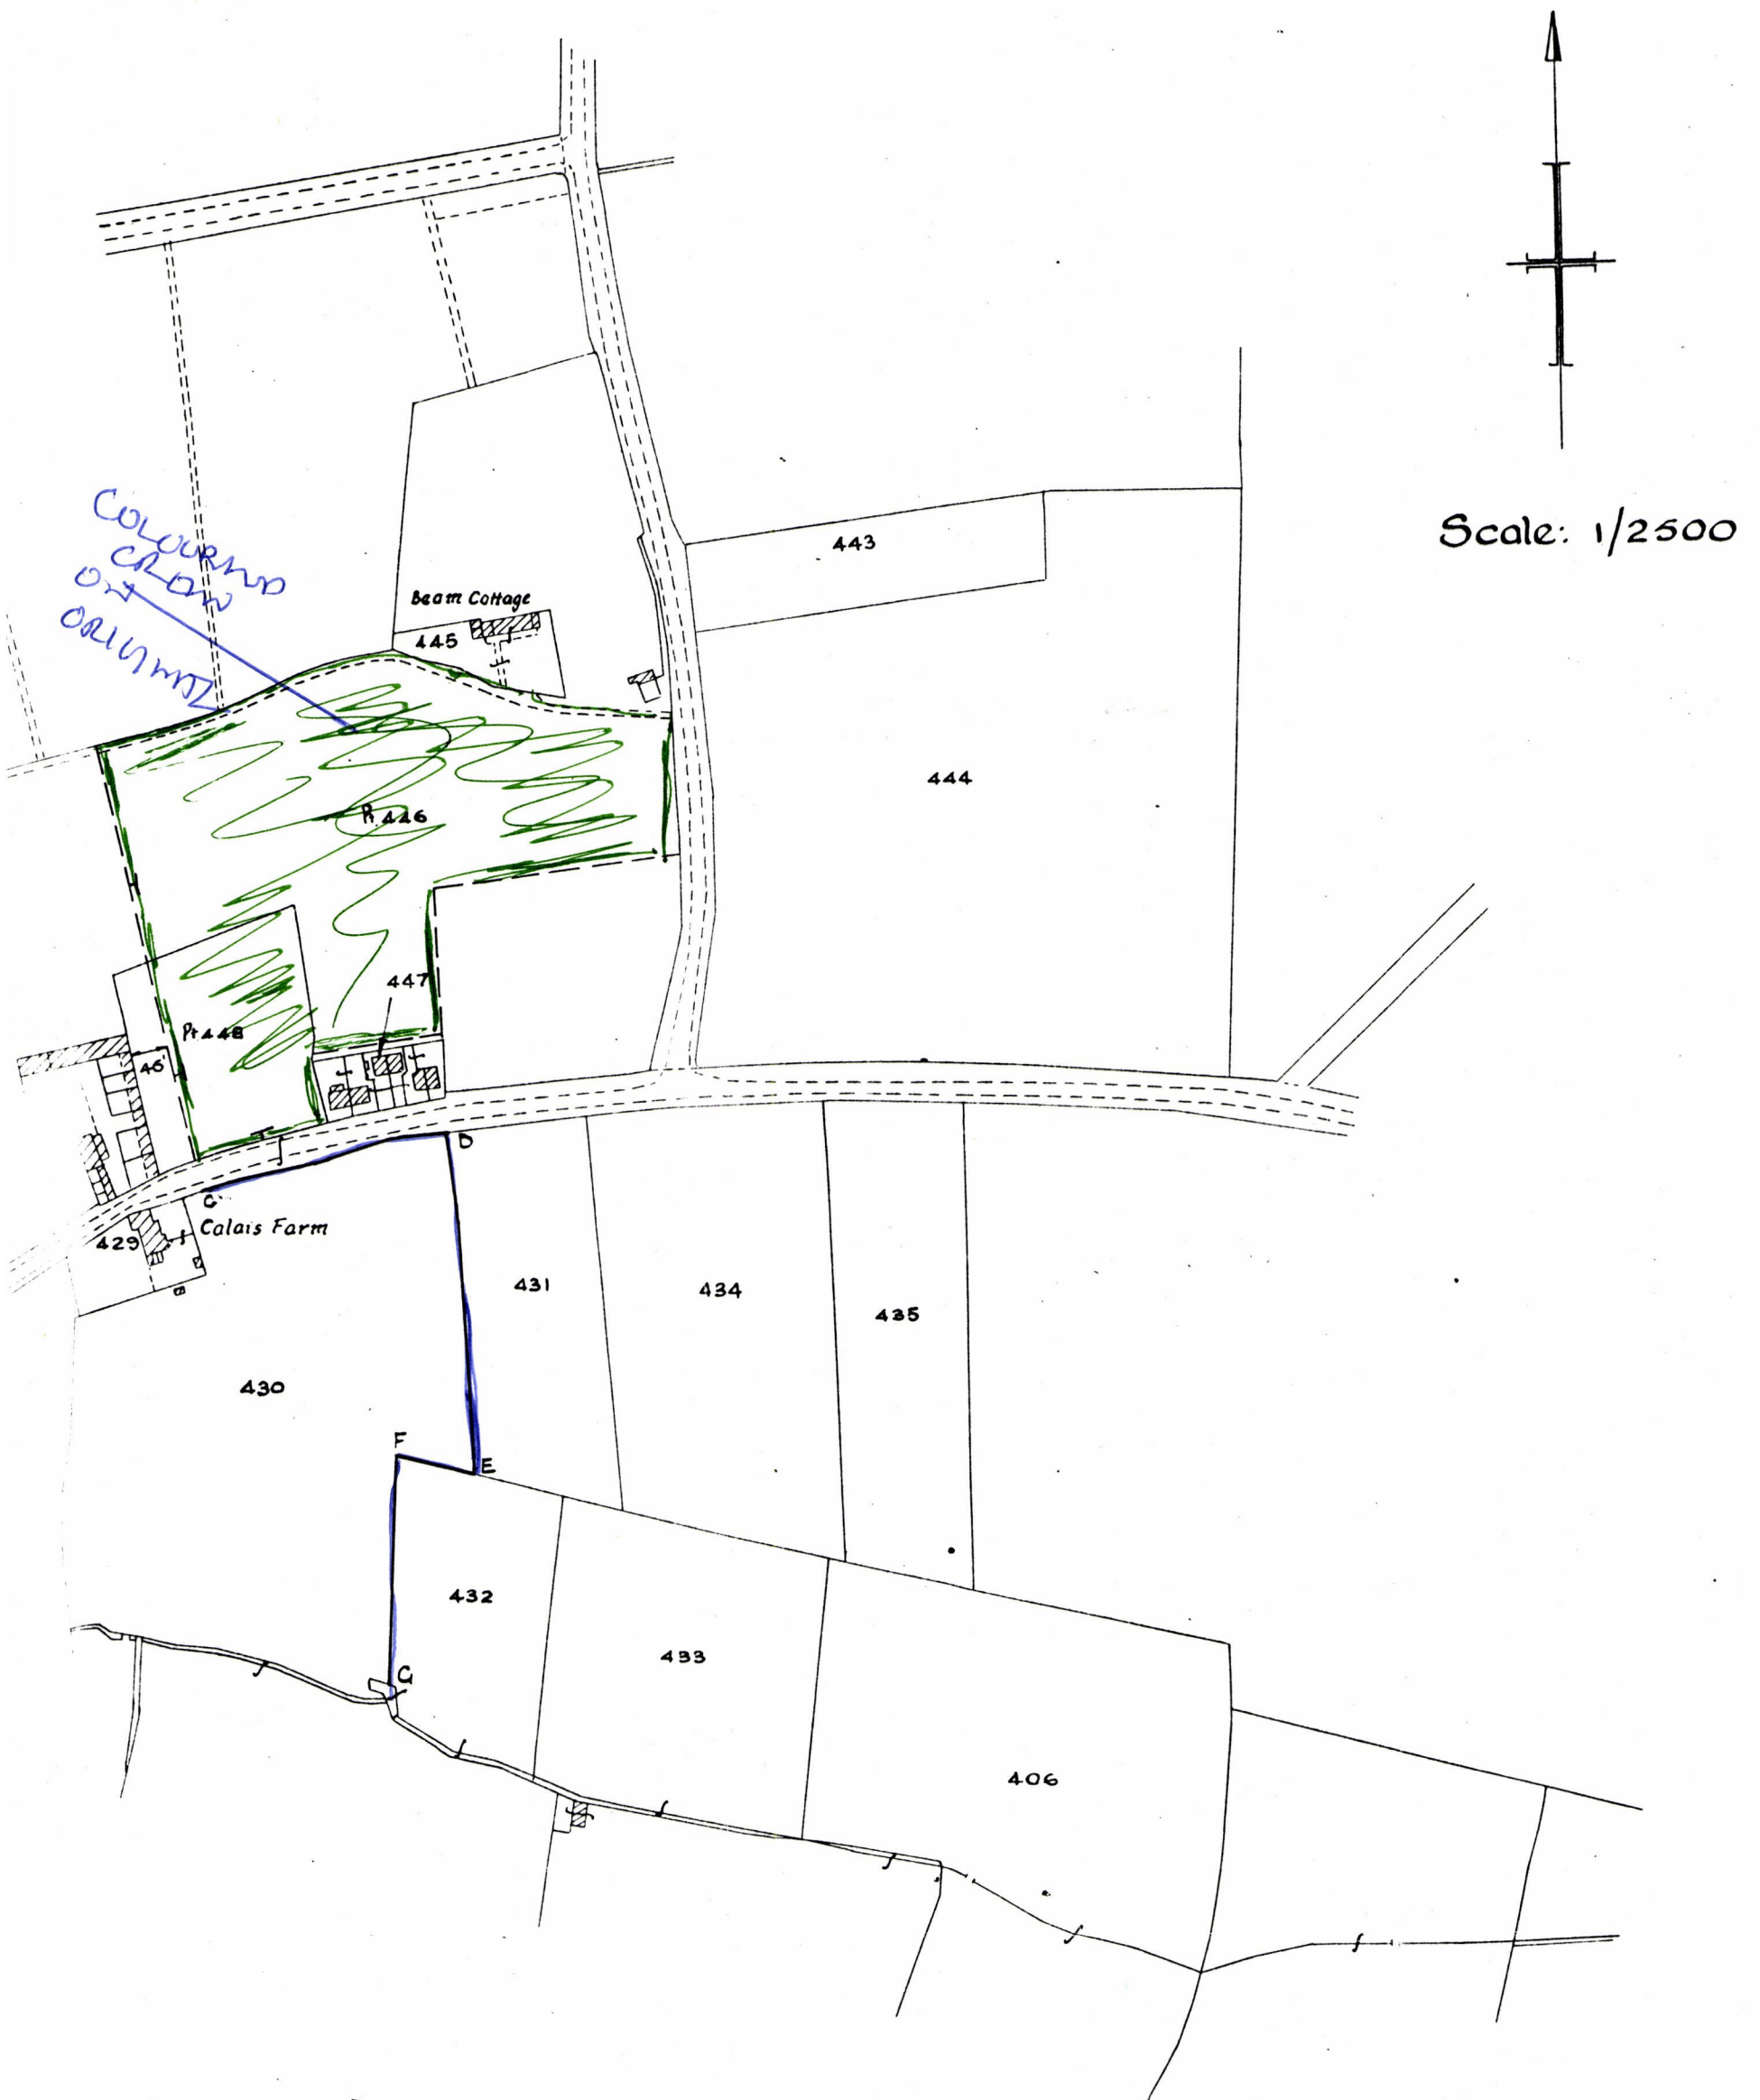 Scale: 1/2500
443
COLOURED
GREEN
ON
ORIGINAL
Beam Cottage
445
444
Pt. 446
447
Pt 448
46'
D
C
Calais Farm
429
431
434
435
430
F
E
432
433
G
406